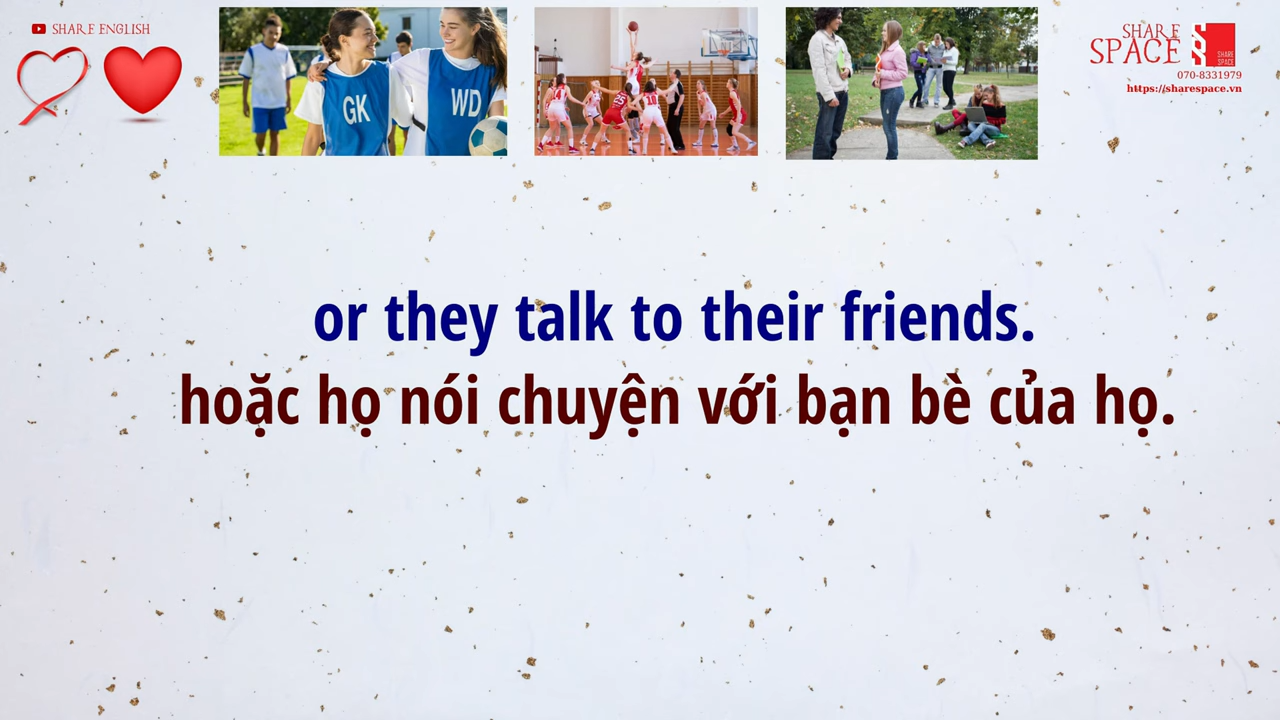 SHARE ENGLISH
GK
WD
SHARE
SPACE
SHARE
SPACE
070-8331979
https://sharespace.vn
or they talk to their friends.
hoặc họ nói chuyện với bạn bè của họ.